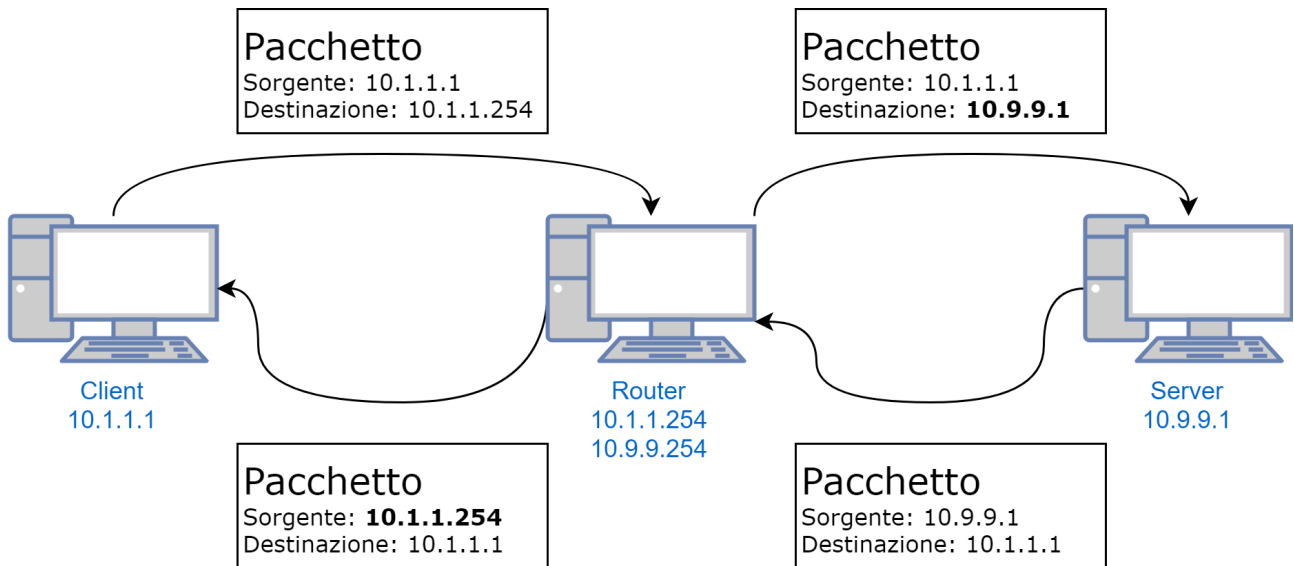 Pacchetto
Sorgente: 10.1.1.1
Destinazione: 10.1.1.254
Pacchetto
Sorgente: 10.1.1.1
Destinazione: 10.9.9.1
Client
10.1.1.1
Router
10.1.1.254
10.9.9.254
Server
10.9.9.1
Pacchetto
Sorgente: 10.1.1.254
Destinazione: 10.1.1.1
Pacchetto
Sorgente: 10.9.9.1
Destinazione: 10.1.1.1